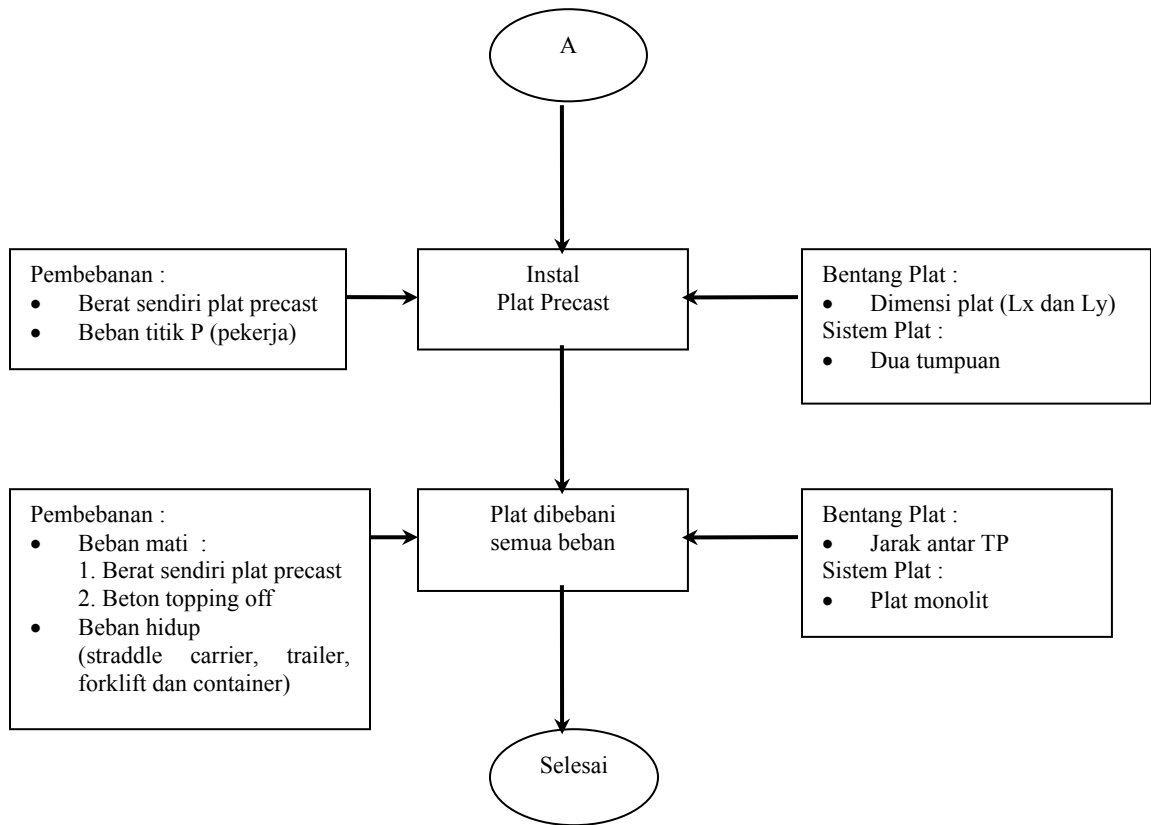 A
Pembebanan :
• Berat sendiri plat precast
• Beban titik P (pekerja)
Instal
Plat Precast
Bentang Plat :
• Dimensi plat (Lx dan Ly)
Sistem Plat :
• Dua tumpuan
Pembebanan :
• Beban mati :
1. Berat sendiri plat precast
2. Beton topping off
• Beban hidup
(straddle carrier, trailer,
forklift dan container)
Plat dibebani
semua beban
Bentang Plat :
• Jarak antar TP
Sistem Plat :
• Plat monolit
Selesai